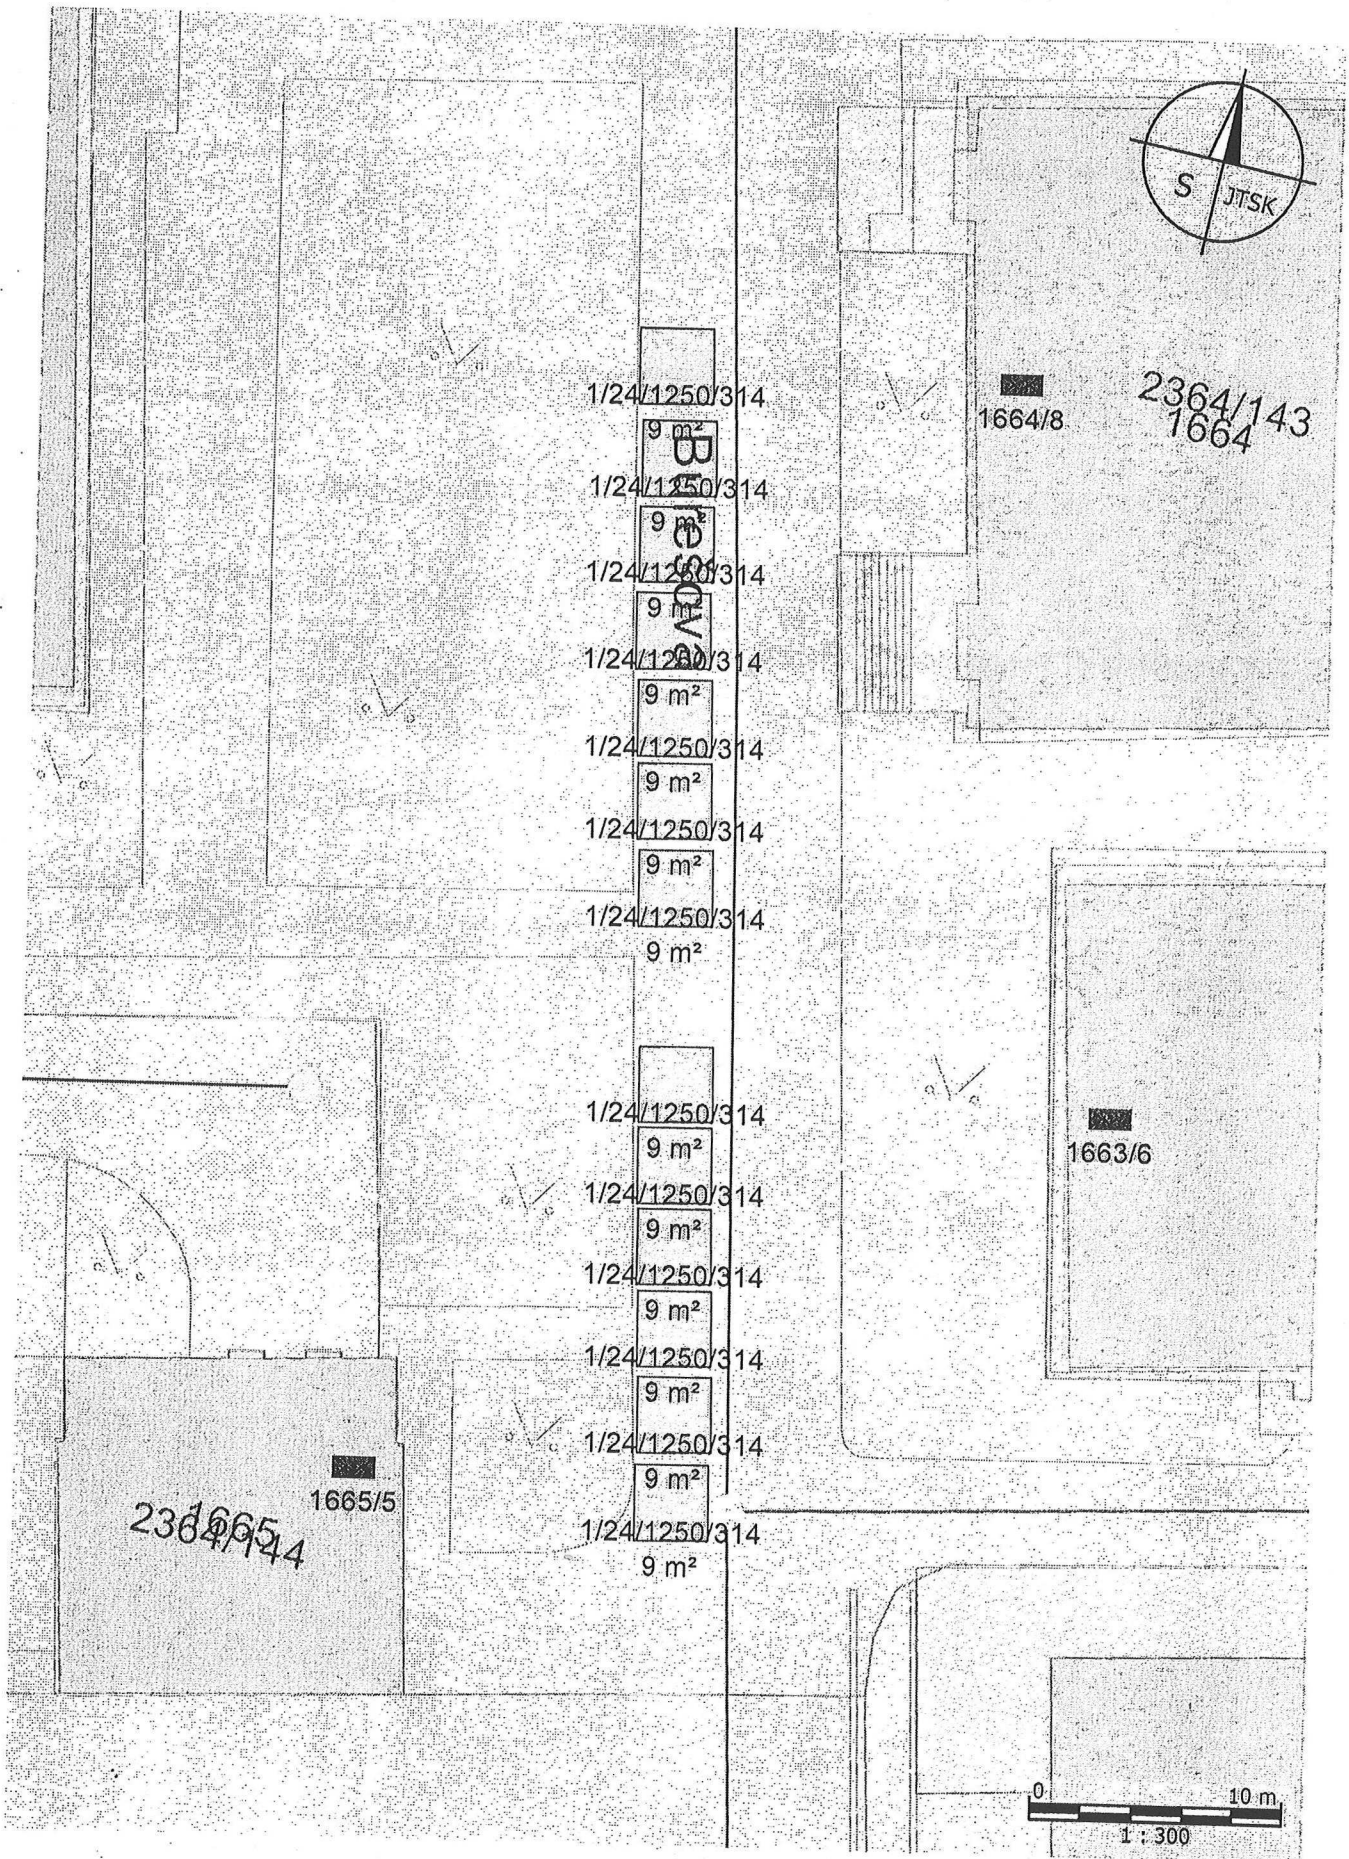 S JTSK
1/24/1250/314
9 m²
1/24/1250/314
9 m²
1/24/1250/314
9 m²
1/24/1250/314
9 m²
1/24/1250/314
9 m²
1/24/1250/314
9 m²
1/24/1250/314
9 m²
Burešova
1664/8
2364/143
1664
1/24/1250/314
9 m²
1/24/1250/314
9 m²
1/24/1250/314
9 m²
1/24/1250/314
9 m²
1/24/1250/314
9 m²
1/24/1250/314
9 m²
1663/6
1665/5
1665
2364/144
0 10 m
1 : 300